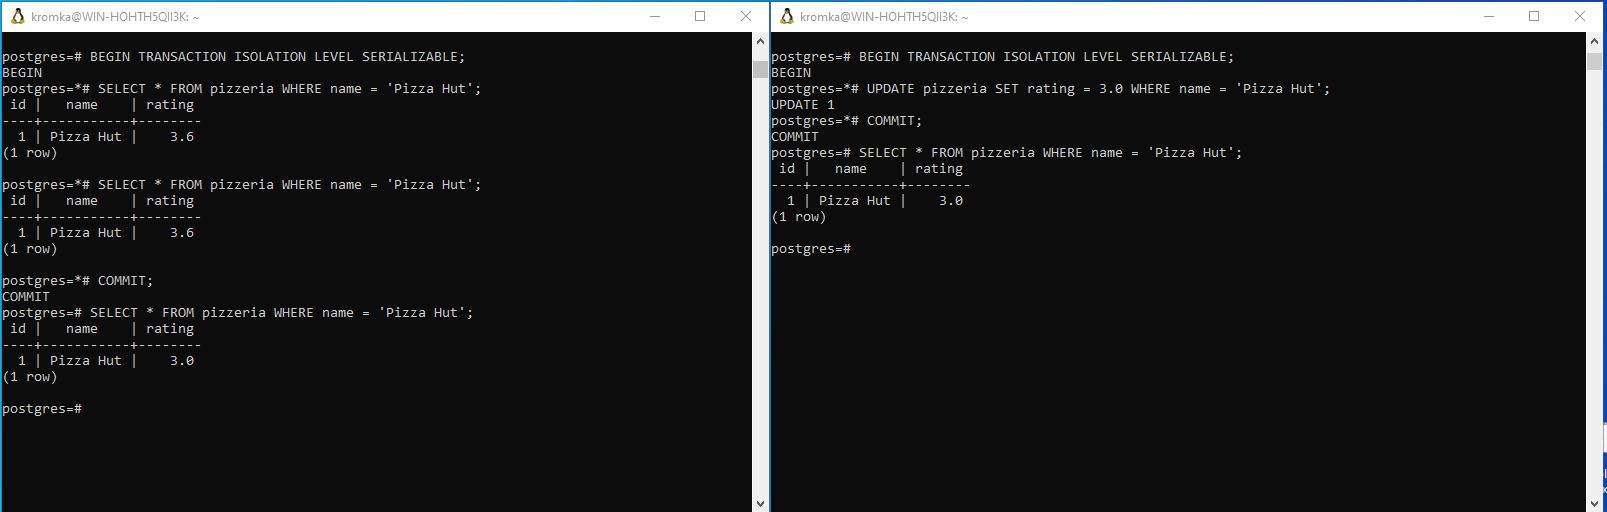 kromka@WIN-HOHTH5QII3K: ~
postgres=# BEGIN TRANSACTION ISOLATION LEVEL SERIALIZABLE;
BEGIN
postgres=*# SELECT * FROM pizzeria WHERE name = 'Pizza Hut';
 id |   name    | rating
----+-----------+--------
  1 | Pizza Hut |    3.6
(1 row)

postgres=*# SELECT * FROM pizzeria WHERE name = 'Pizza Hut';
 id |   name    | rating
----+-----------+--------
  1 | Pizza Hut |    3.6
(1 row)

postgres=*# COMMIT;
COMMIT
postgres=# SELECT * FROM pizzeria WHERE name = 'Pizza Hut';
 id |   name    | rating
----+-----------+--------
  1 | Pizza Hut |    3.0
(1 row)

postgres=#
kromka@WIN-HOHTH5QII3K: ~
postgres=# BEGIN TRANSACTION ISOLATION LEVEL SERIALIZABLE;
BEGIN
postgres=*# UPDATE pizzeria SET rating = 3.0 WHERE name = 'Pizza Hut';
UPDATE 1
postgres=*# COMMIT;
COMMIT
postgres=# SELECT * FROM pizzeria WHERE name = 'Pizza Hut';
 id |   name    | rating
----+-----------+--------
  1 | Pizza Hut |    3.0
(1 row)

postgres=#